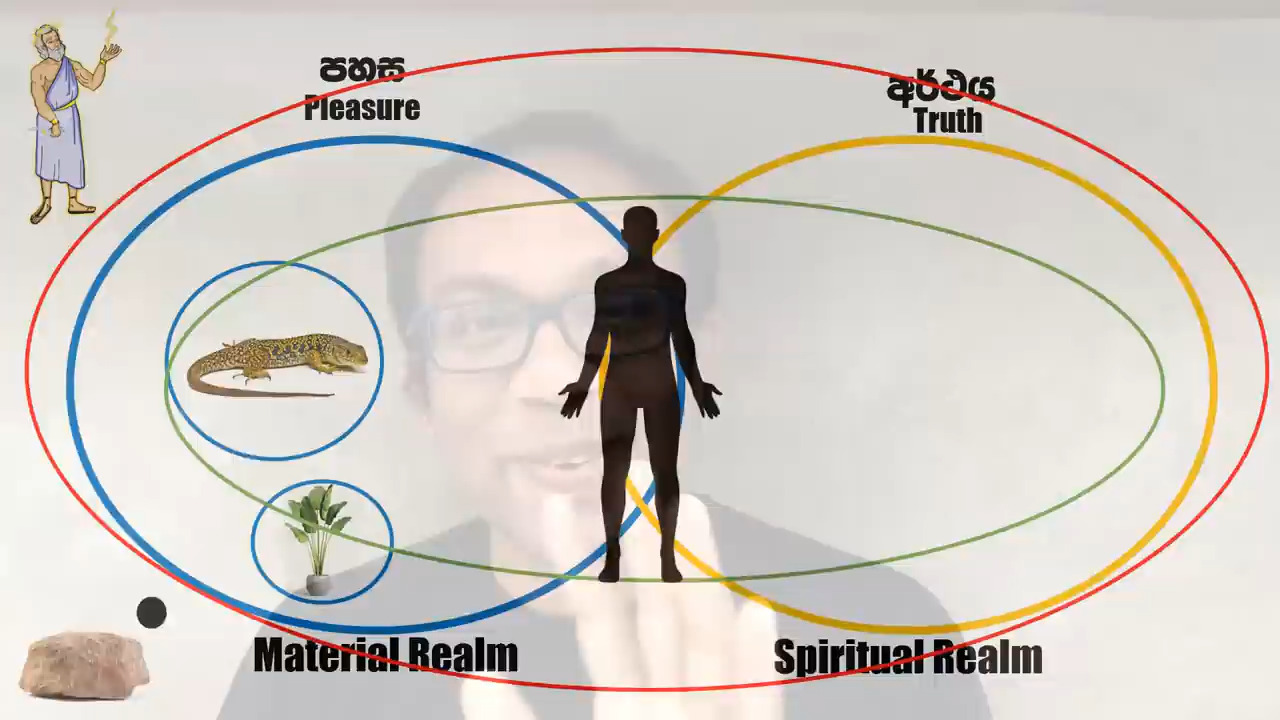 පහස
Pleasure
අර්ථය
Truth
Material Realm
Spiritual Realm